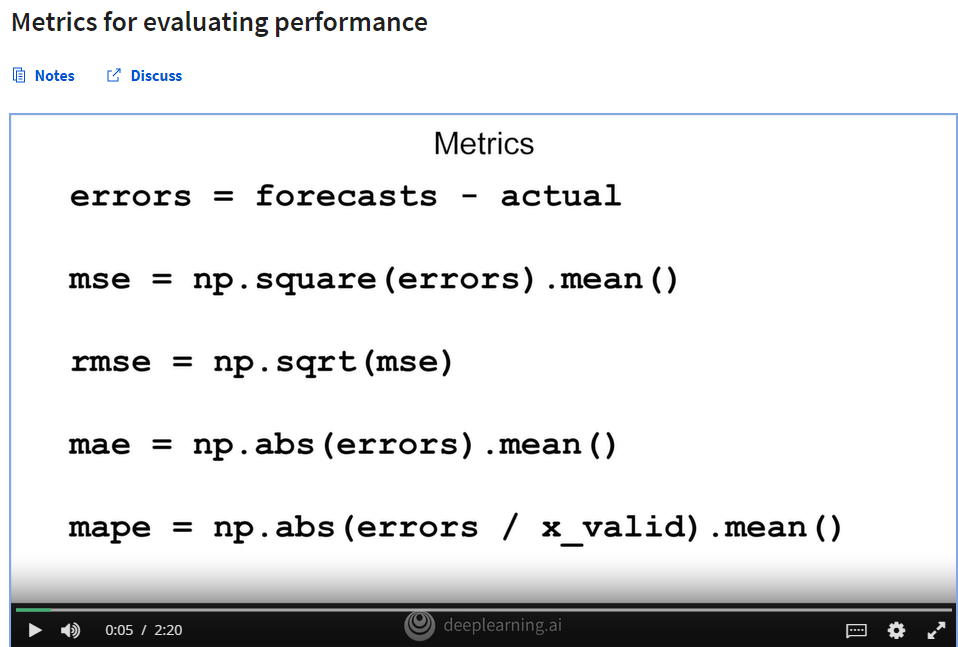 Metrics for evaluating performance
Notes Discuss
Metrics
errors = forecasts - actual
mse = np.square(errors).mean()
rmse = np.sqrt(mse)
mae = np.abs(errors).mean()
mape = np.abs(errors / x_valid).mean()
0:05 / 2:20 deeplearning.ai